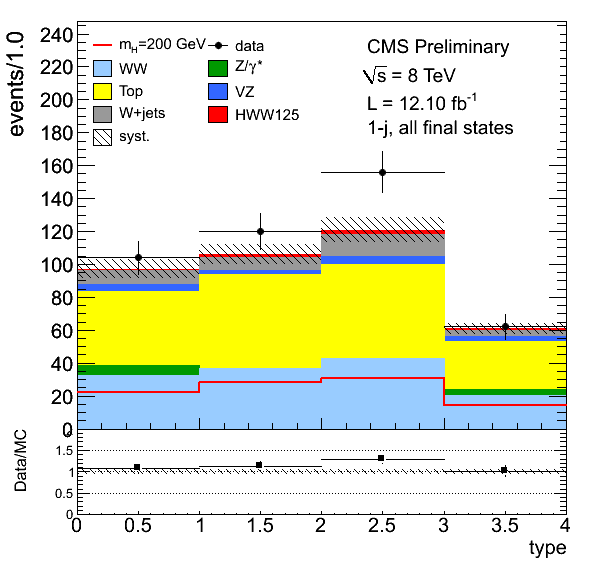 events/1.0
240
220
200
180
160
140
120
100
80
60
40
20
0
m_H=200 GeV
data
WW
Z/γ*
Top
VZ
W+jets
HWW125
syst.
CMS Preliminary
√s = 8 TeV
L = 12.10 fb⁻¹
1-j, all final states
Data/MC
2
1.5
1
0.5
0
0 0.5 1 1.5 2 2.5 3 3.5 4
type